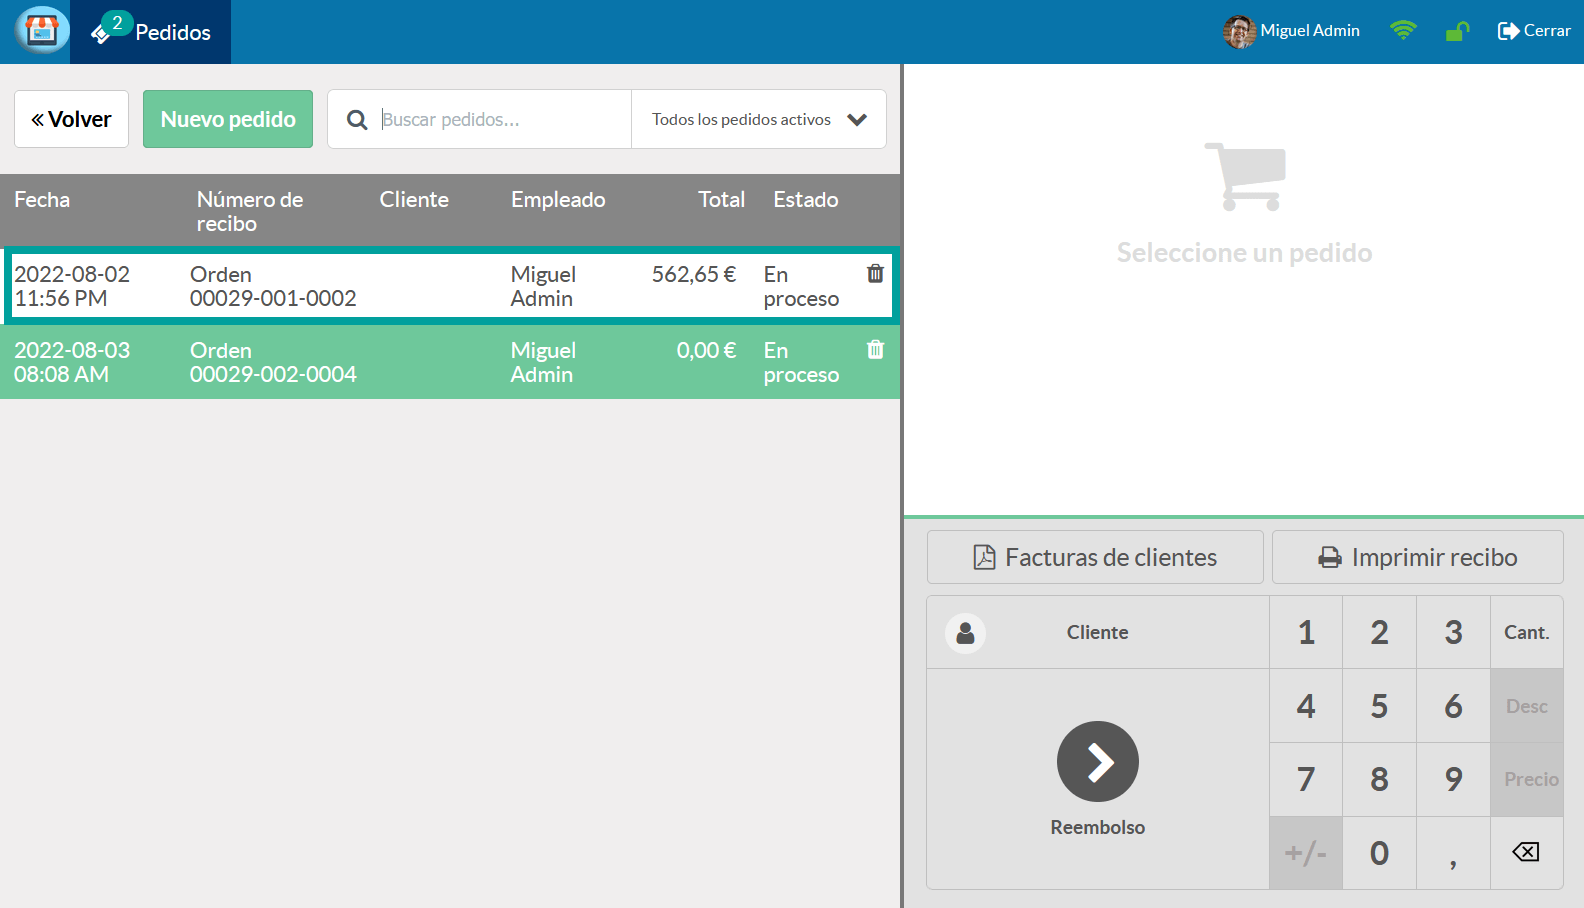 2 Pedidos
Miguel Admin
Cerrar
« Volver
Nuevo pedido
Buscar pedidos...
Todos los pedidos activos
Fecha
Número de
recibo
Cliente
Empleado
Total
Estado
2022-08-02
11:56 PM
Orden
00029-001-0002
Miguel
Admin
562,65 €
En
proceso
2022-08-03
08:08 AM
Orden
00029-002-0004
Miguel
Admin
0,00 €
En
proceso
Seleccione un pedido
Facturas de clientes
Imprimir recibo
Cliente
Reembolso
1 2 3 Cant.
4 5 6 Desc
7 8 9 Precio
+/- 0 ,